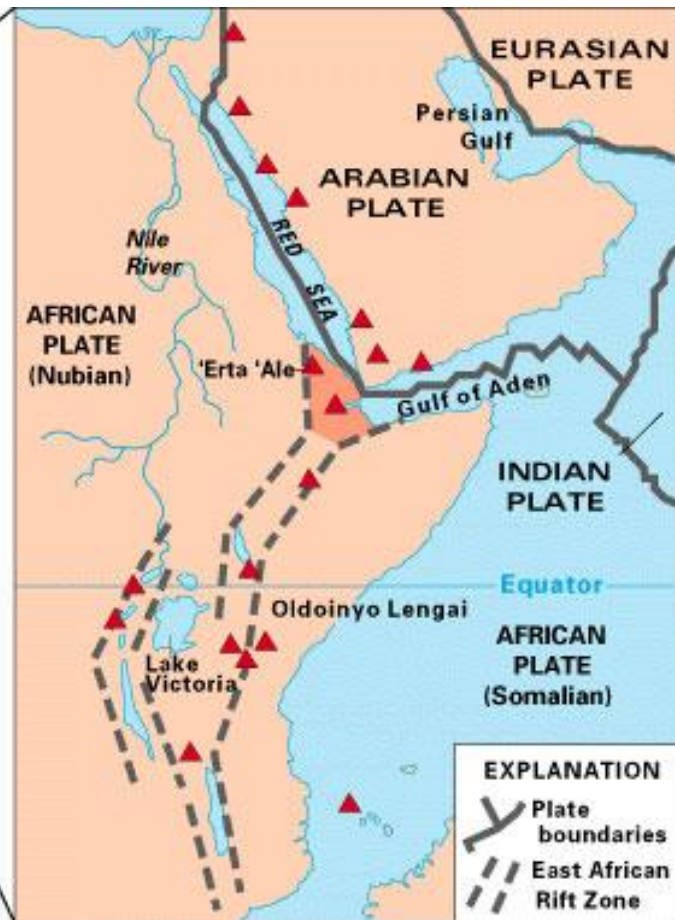 EURASIAN
PLATE
Persian
Gulf
ARABIAN
PLATE
RED
SEA
Nile
River
AFRICAN
PLATE
(Nubian)
'Erta 'Ale
Gulf of Aden
INDIAN
PLATE
Equator
Oldoinyo Lengai
AFRICAN
PLATE
(Somalian)
Lake
Victoria
EXPLANATION
Plate
boundaries
East African
Rift Zone